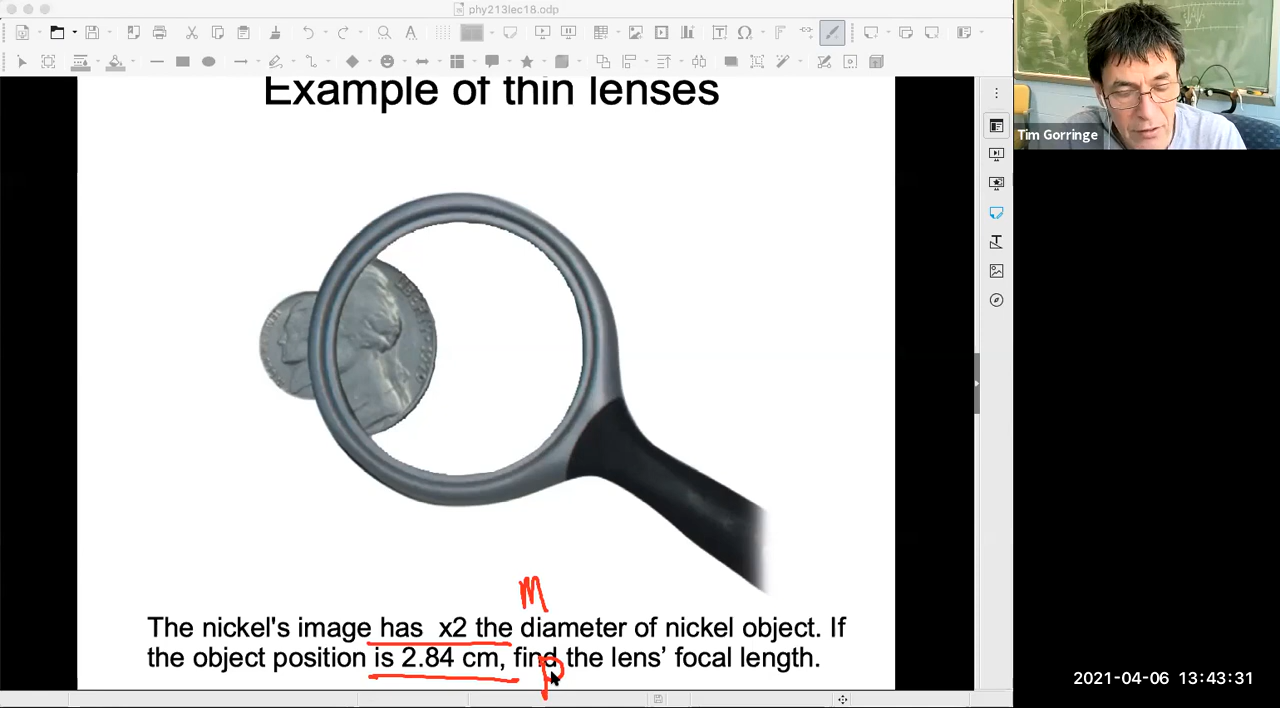 phy213lec18.odp
Example of thin lenses
Tim Gorringe
M
The nickel's image has x2 the diameter of nickel object. If
the object position is 2.84 cm, find the lens’ focal length.
p
2021-04-06 13:43:31